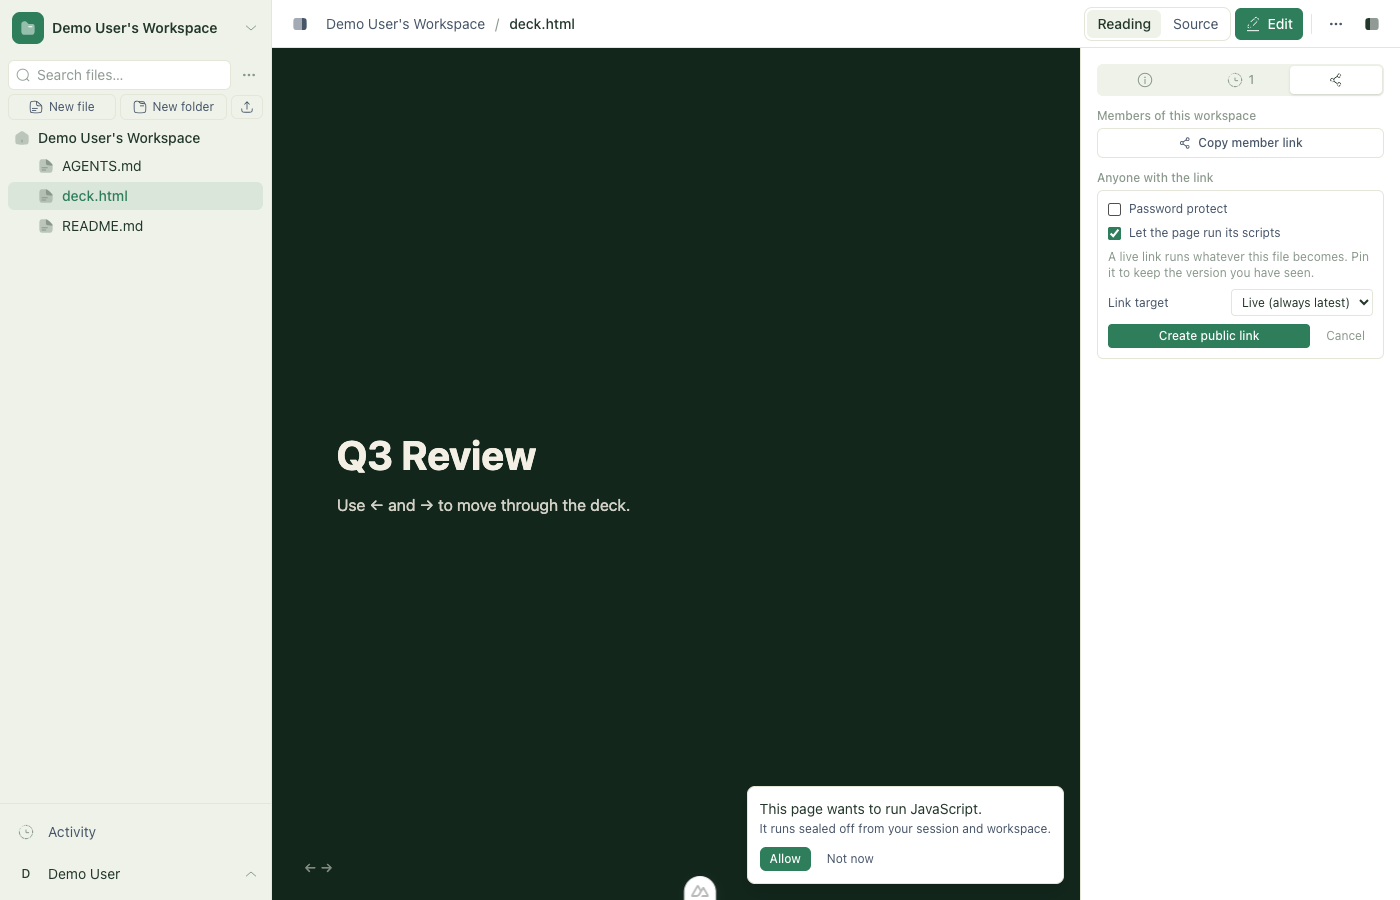 Demo User's Workspace
Search files...
New file
New folder
Demo User's Workspace
AGENTS.md
deck.html
README.md
Activity
D Demo User
Demo User's Workspace / deck.html
Reading
Source
Edit
Q3 Review
Use ← and → to move through the deck.
← →
This page wants to run JavaScript.
It runs sealed off from your session and workspace.
Allow
Not now
1
Members of this workspace
Copy member link
Anyone with the link
Password protect
Let the page run its scripts
A live link runs whatever this file becomes. Pin
it to keep the version you have seen.
Link target
Live (always latest)
Create public link
Cancel